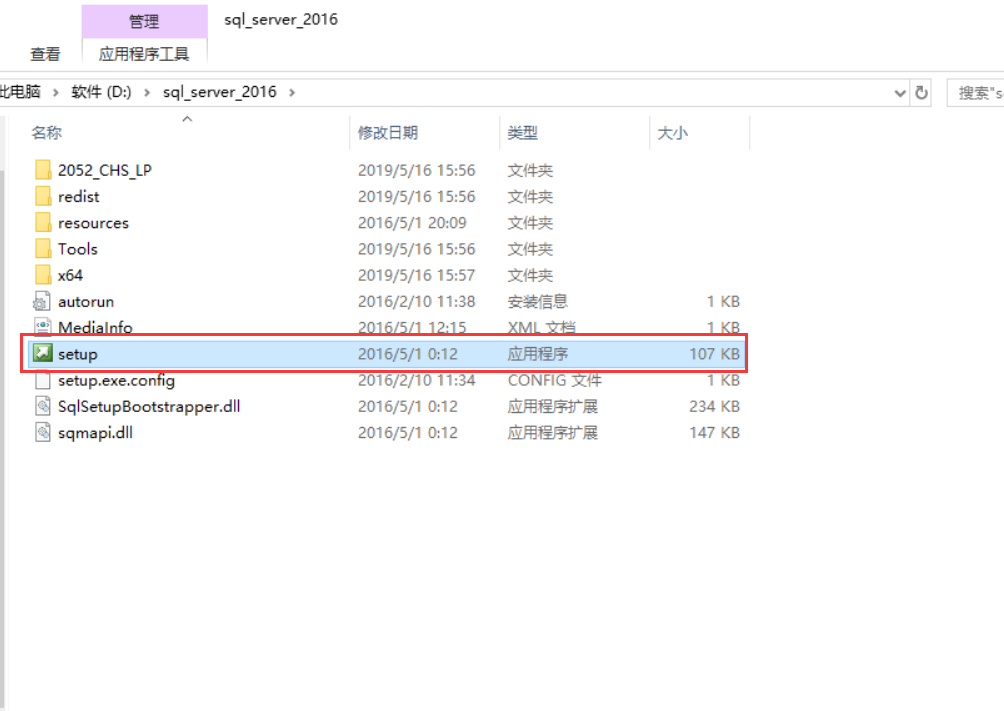 管理 sql_server_2016
查看 应用程序工具
此电脑 软件 (D:) sql_server_2016 搜索"s
名称 修改日期 类型 大小
2052_CHS_LP 2019/5/16 15:56 文件夹
redist 2019/5/16 15:56 文件夹
resources 2016/5/1 20:09 文件夹
Tools 2019/5/16 15:56 文件夹
x64 2019/5/16 15:57 文件夹
autorun 2016/2/10 11:38 安装信息 1 KB
MediaInfo 2016/5/1 12:15 XML 文档 1 KB
setup 2016/5/1 0:12 应用程序 107 KB
setup.exe.config 2016/2/10 11:34 CONFIG 文件 1 KB
SqlSetupBootstrapper.dll 2016/5/1 0:12 应用程序扩展 234 KB
sqmapi.dll 2016/5/1 0:12 应用程序扩展 147 KB